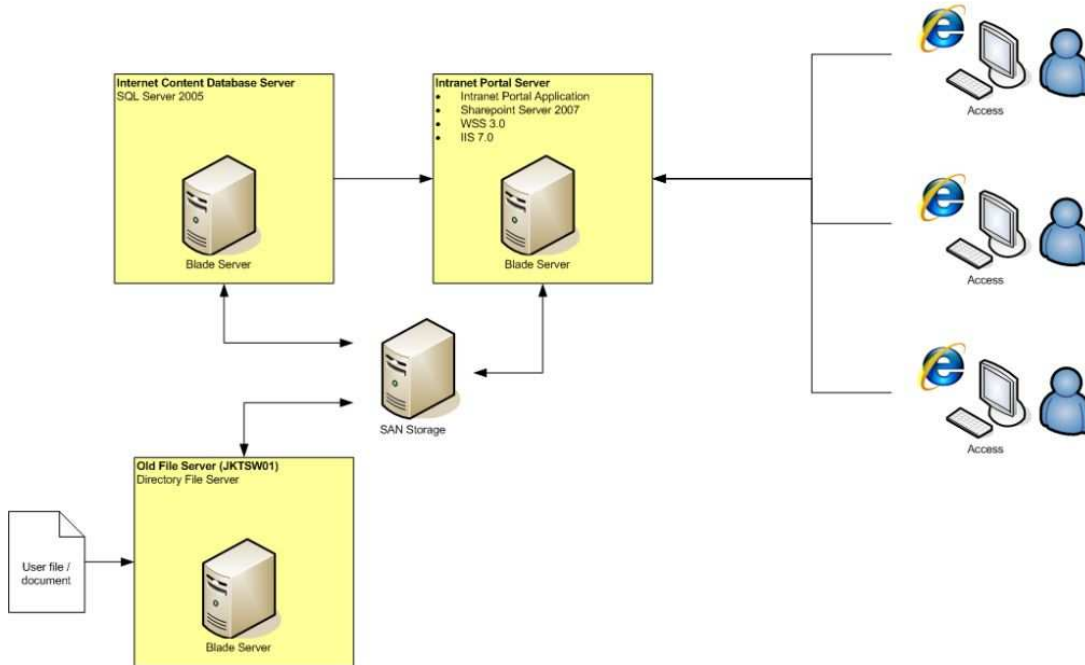 Internet Content Database Server
SQL Server 2005
Blade Server
Intranet Portal Server
• Intranet Portal Application
• Sharepoint Server 2007
• WSS 3.0
• IIS 7.0
Blade Server
Access
Access
Access
SAN Storage
Old File Server (JKTSW01)
Directory File Server
Blade Server
User file /
document